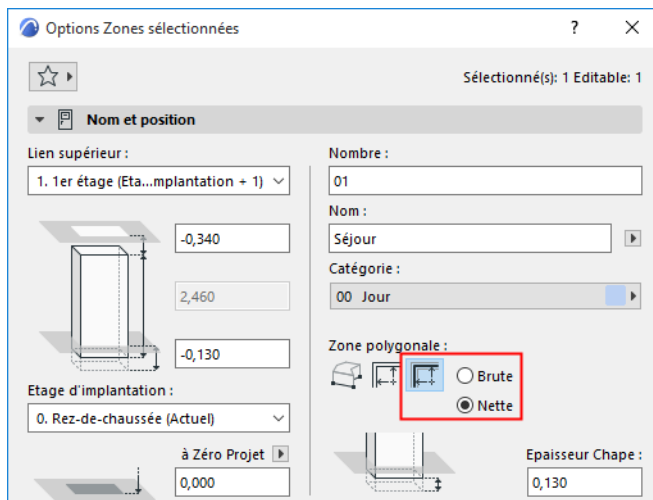 Options Zones sélectionnées
?
Sélectionné(s): 1 Editable: 1
Nom et position
Lien supérieur :
1. 1er étage (Eta...mplantation + 1)
-0,340
2,460
-0,130
Etage d'implantation :
0. Rez-de-chaussée (Actuel)
à Zéro Projet
0,000
Nombre :
01
Nom :
Séjour
Catégorie :
00 Jour
Zone polygonale :
Brute
Nette
Epaisseur Chape :
0,130